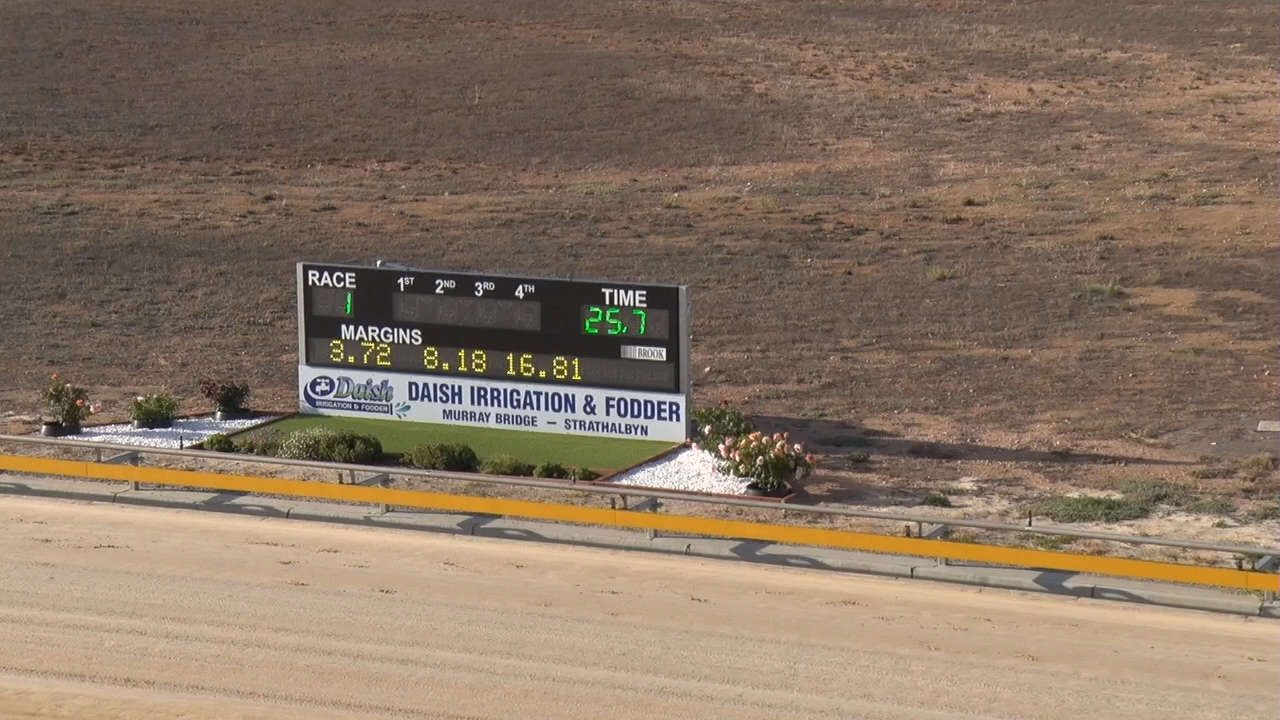 RACE 1ST 2ND 3RD 4TH TIME
1 25.7
MARGINS
3.72 8.18 16.81
BROOK
Daish
IRRIGATION & FODDER
DAISH IRRIGATION & FODDER
MURRAY BRIDGE — STRATHALBYN